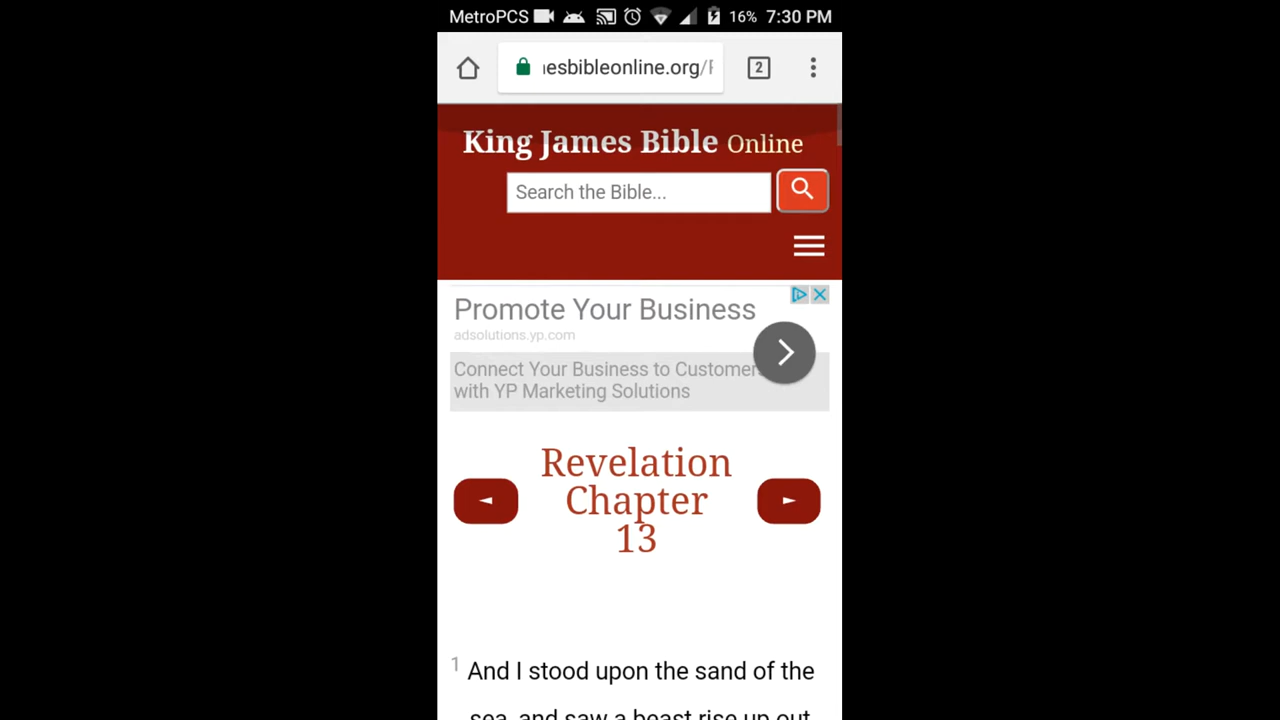 MetroPCS 16% 7:30 PM
nesbibleonline.org/ 2
King James Bible Online
Search the Bible...
Promote Your Business
adsolutions.yp.com
Connect Your Business to Customers
with YP Marketing Solutions
Revelation
Chapter
13
1 And I stood upon the sand of the
sea, and saw a beast rise up out